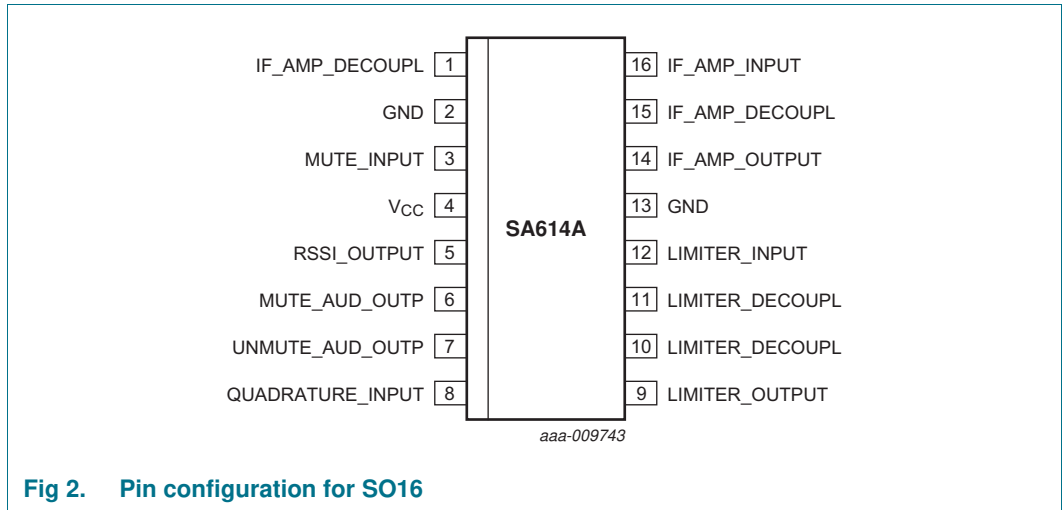 IF_AMP_DECOUPL 1 16 IF_AMP_INPUT
GND 2 15 IF_AMP_DECOUPL
MUTE_INPUT 3 14 IF_AMP_OUTPUT
VCC 4 13 GND
SA614A
RSSI_OUTPUT 5 12 LIMITER_INPUT
MUTE_AUD_OUTP 6 11 LIMITER_DECOUPL
UNMUTE_AUD_OUTP 7 10 LIMITER_DECOUPL
QUADRATURE_INPUT 8 9 LIMITER_OUTPUT
aaa-009743
Fig 2. Pin configuration for SO16